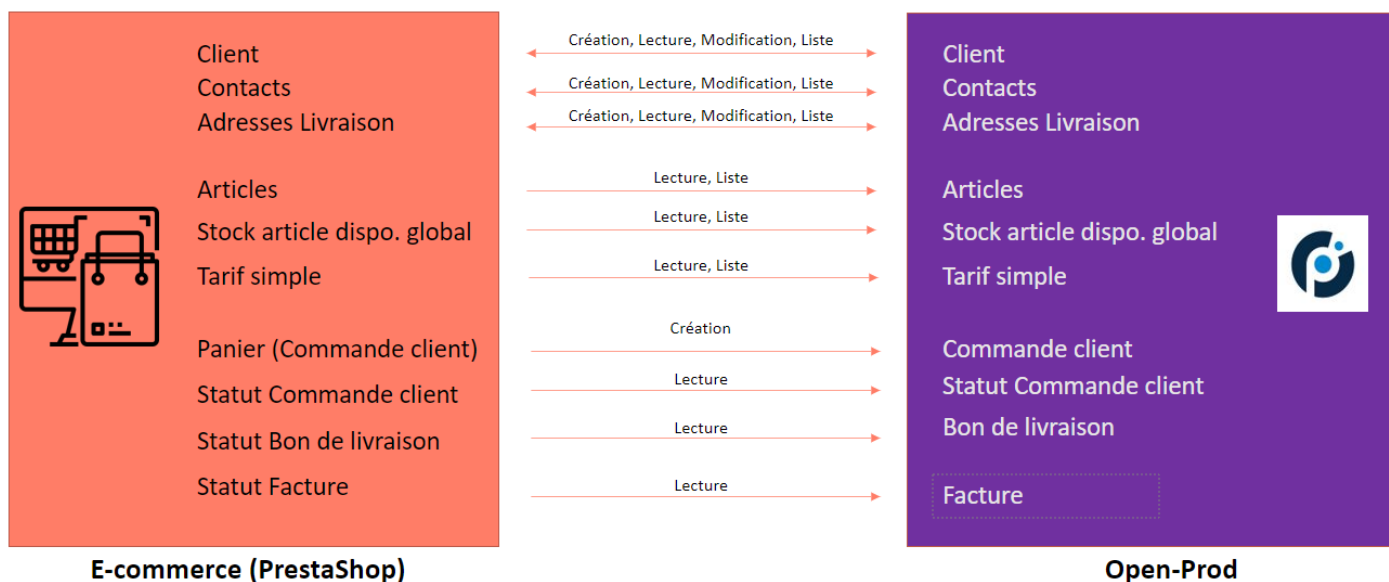 Client
Création, Lecture, Modification, Liste
Client
Contacts
Création, Lecture, Modification, Liste
Contacts
Adresses Livraison
Création, Lecture, Modification, Liste
Adresses Livraison
Articles
Lecture, Liste
Articles
Stock article dispo. global
Lecture, Liste
Stock article dispo. global
Tarif simple
Lecture, Liste
Tarif simple
Panier (Commande client)
Création
Commande client
Statut Commande client
Lecture
Statut Commande client
Statut Bon de livraison
Lecture
Bon de livraison
Statut Facture
Lecture
Facture
E-commerce (PrestaShop)
Open-Prod